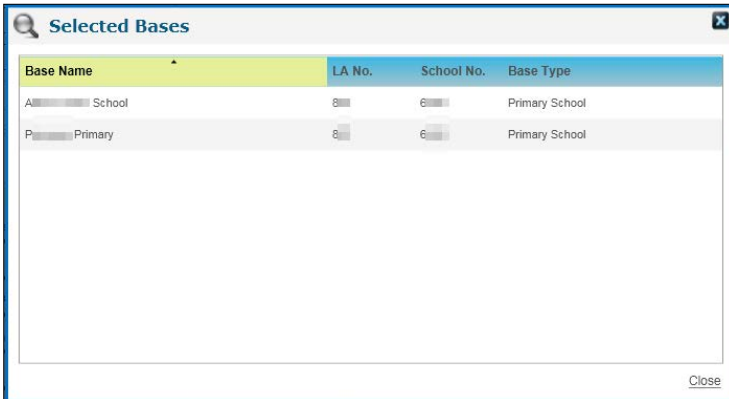 Selected Bases
Base Name LA No. School No. Base Type
School Primary School
Primary Primary School
Close